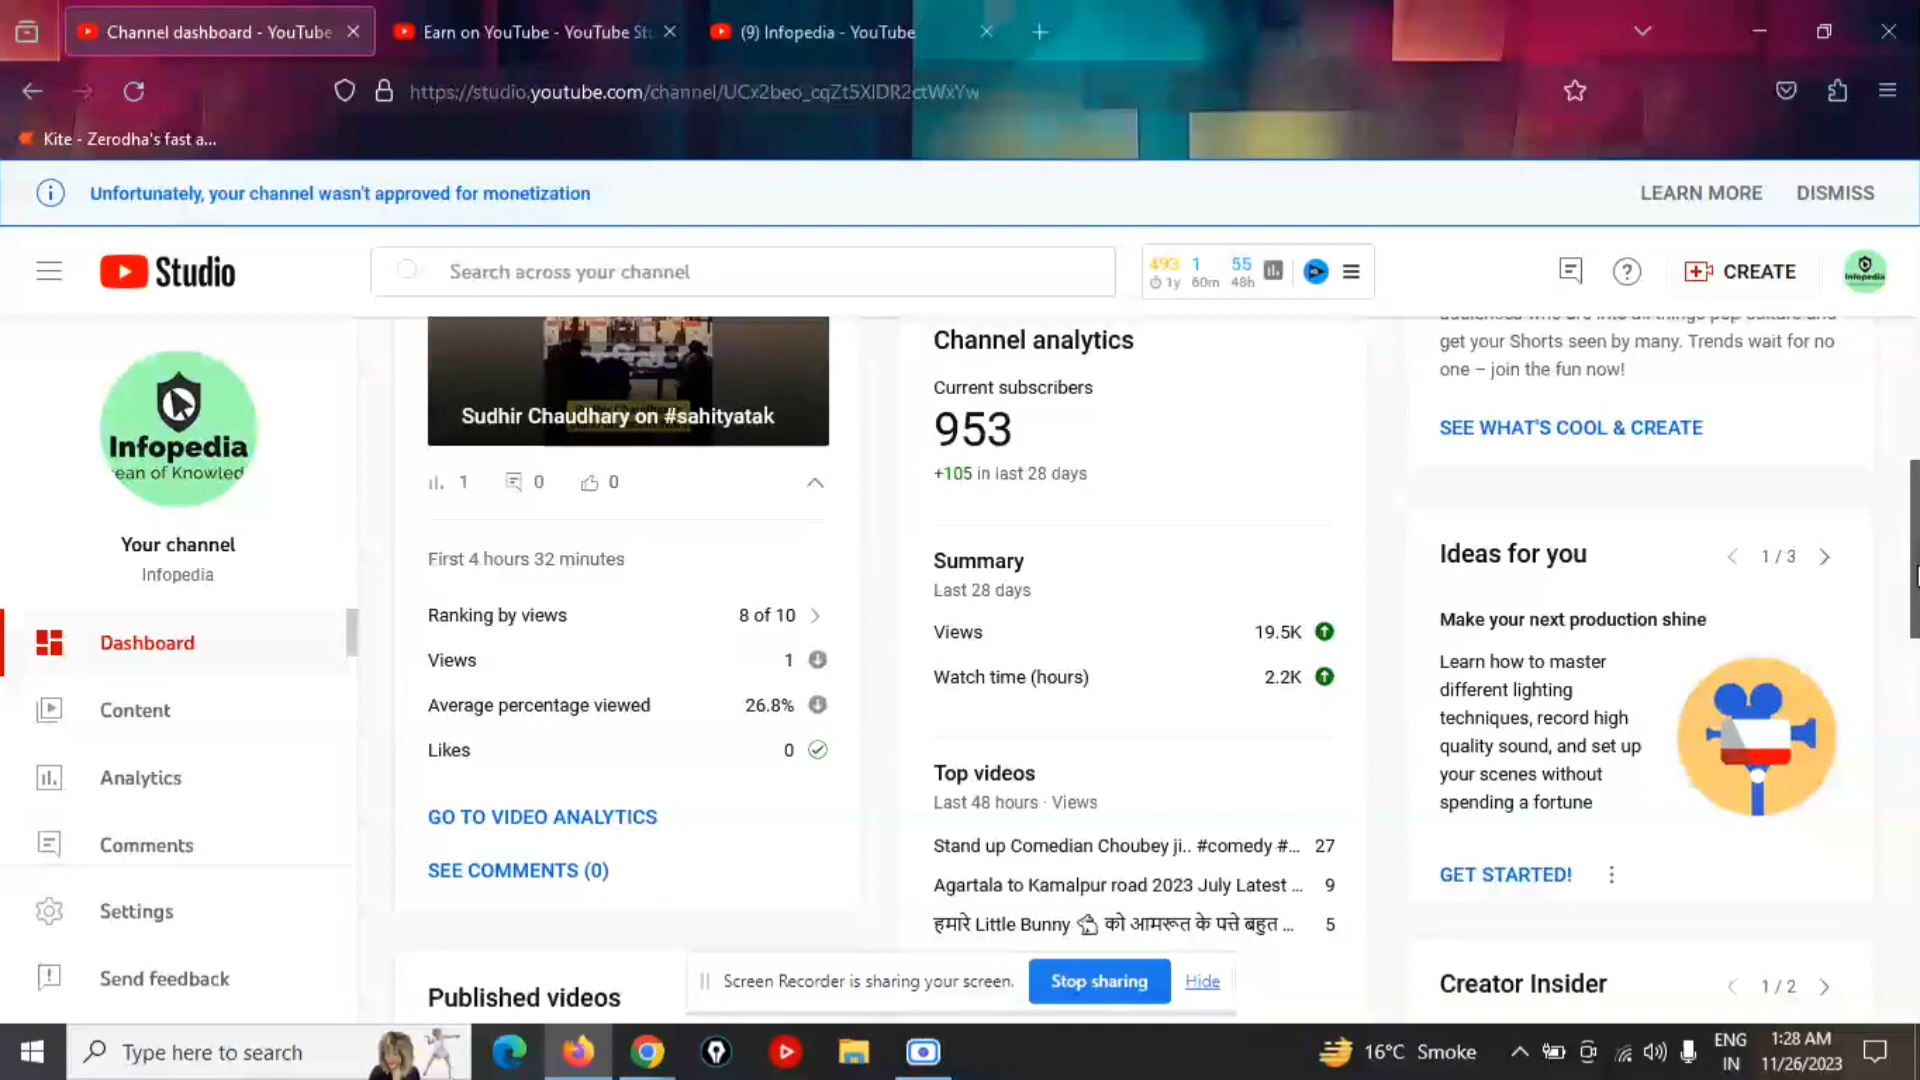 Channel dashboard - YouTube
Earn on YouTube - YouTube St
(9) Infopedia - YouTube
https://studio.youtube.com/channel/UCx2beo_cqZt5XlDR2ctWxYw
Kite - Zerodha's fast a...
Unfortunately, your channel wasn't approved for monetization
LEARN MORE
DISMISS
Studio
Search across your channel
493 1 55
1y 60m 48h
CREATE
Infopedia
Infopedia
ean of Knowled
Your channel
Infopedia
Dashboard
Content
Analytics
Comments
Settings
Send feedback
Sudhir Chaudhary on #sahityatak
1 0 0
First 4 hours 32 minutes
Ranking by views 8 of 10
Views 1
Average percentage viewed 26.8%
Likes 0
GO TO VIDEO ANALYTICS
SEE COMMENTS (0)
Published videos
Channel analytics
Current subscribers
953
+105 in last 28 days
Summary
Last 28 days
Views 19.5K
Watch time (hours) 2.2K
Top videos
Last 48 hours · Views
Stand up Comedian Choubey ji.. #comedy #... 27
Agartala to Kamalpur road 2023 July Latest ... 9
हमारे Little Bunny 🐇 को आमरूत के पत्ते बहुत ... 5
get your Shorts seen by many. Trends wait for no
one – join the fun now!
SEE WHAT'S COOL & CREATE
Ideas for you
1 / 3
Make your next production shine
Learn how to master
different lighting
techniques, record high
quality sound, and set up
your scenes without
spending a fortune
GET STARTED!
Creator Insider
1 / 2
Screen Recorder is sharing your screen.
Stop sharing
Hide
Type here to search
16°C Smoke
ENG
IN
1:28 AM
11/26/2023